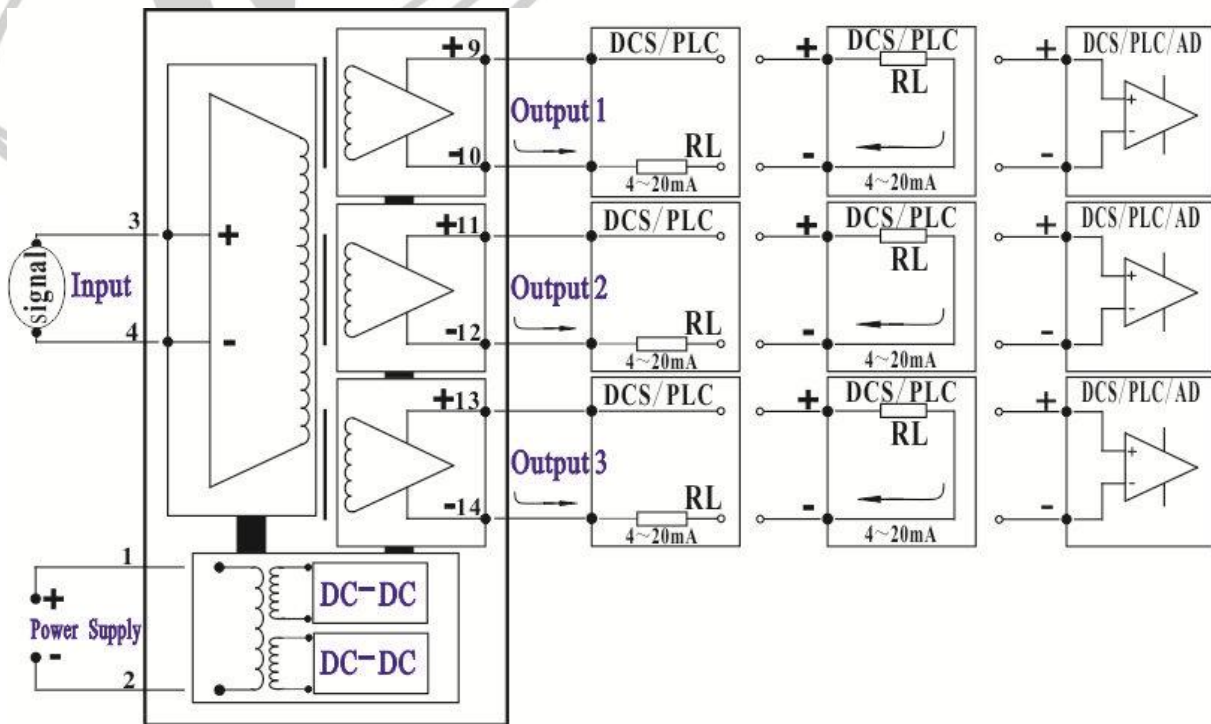 +9
Output 1
-10
DCS/PLC
RL
4~20mA
+
-
DCS/PLC
RL
4~20mA
+
-
DCS/PLC/AD
+
-
3
4
signal
Input
+
-
+11
Output 2
-12
DCS/PLC
RL
4~20mA
+
-
DCS/PLC
RL
4~20mA
+
-
DCS/PLC/AD
+
-
+13
Output 3
-14
DCS/PLC
RL
4~20mA
+
-
DCS/PLC
RL
4~20mA
+
-
DCS/PLC/AD
+
-
1
+
Power Supply
-
2
DC-DC
DC-DC